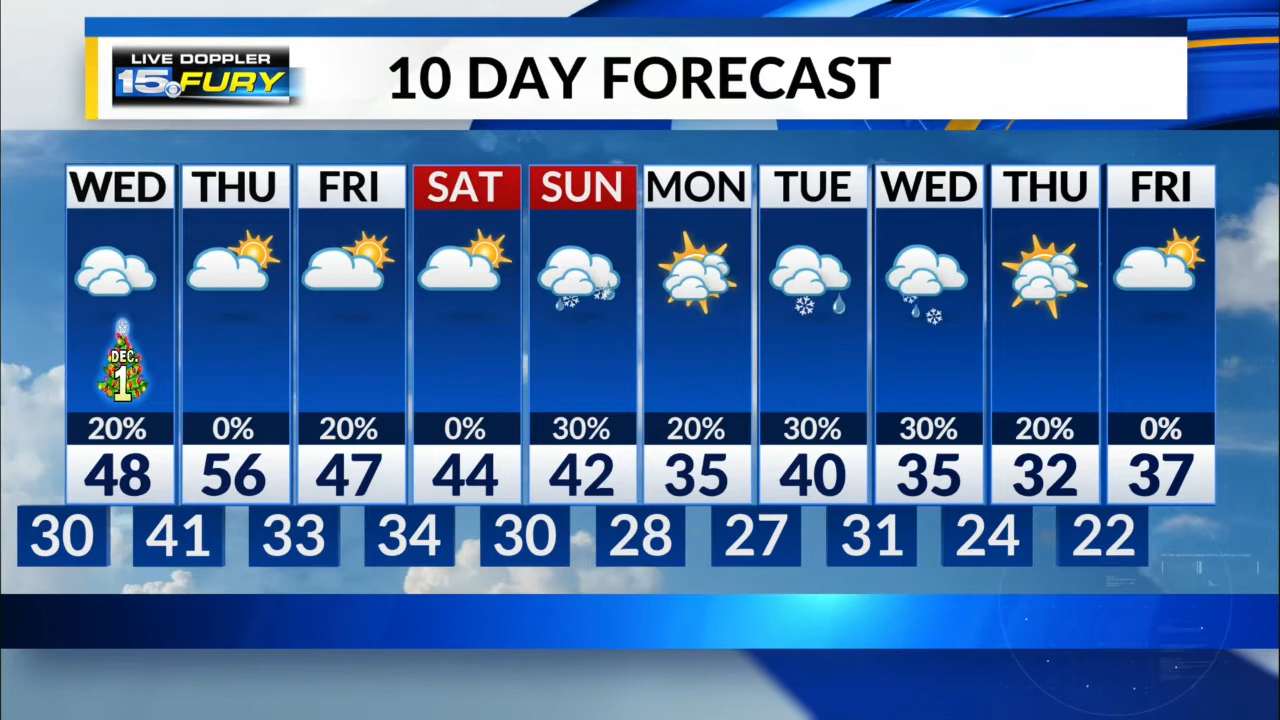 LIVE DOPPLER
15 FURY
10 DAY FORECAST
WED THU FRI SAT SUN MON TUE WED THU FRI
DEC.
1
20% 0% 20% 0% 30% 20% 30% 30% 20% 0%
48 56 47 44 42 35 40 35 32 37
30 41 33 34 30 28 27 31 24 22